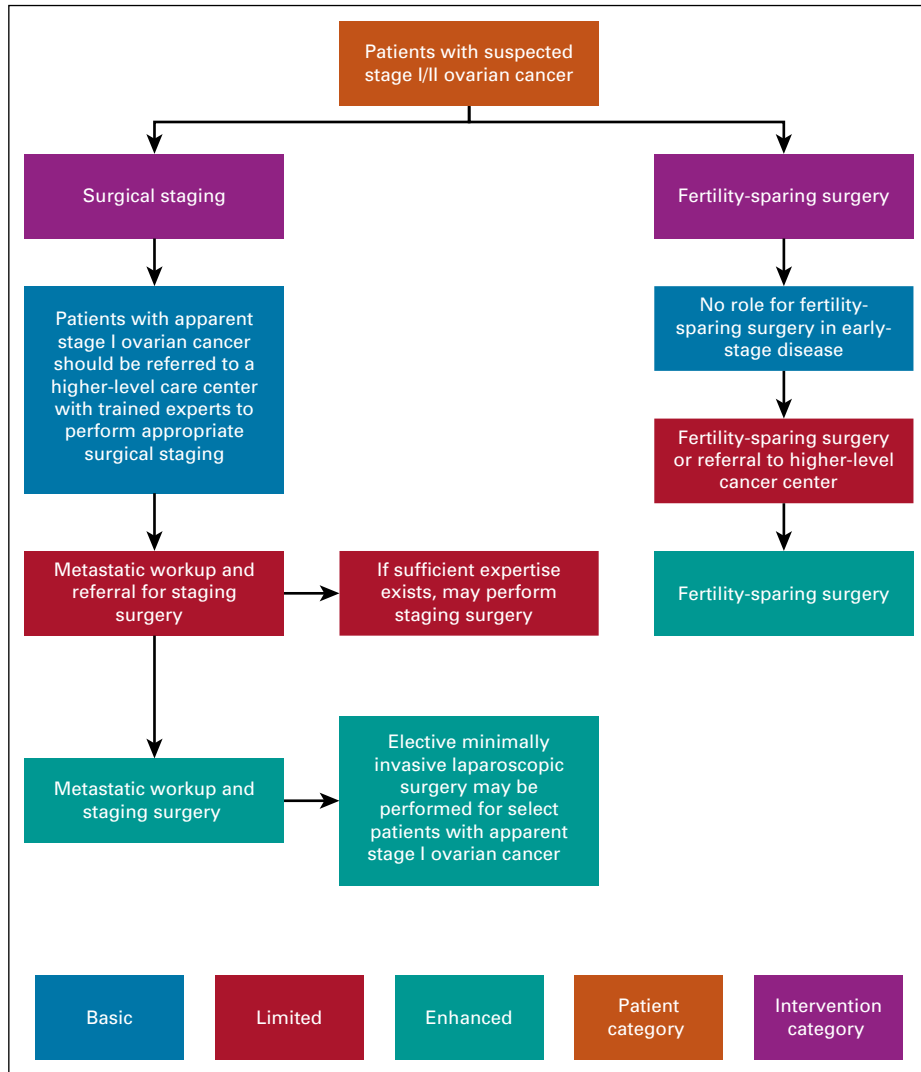 Patients with suspected
stage I/II ovarian cancer
Surgical staging
Fertility-sparing surgery
Patients with apparent
stage I ovarian cancer
should be referred to a
higher-level care center
with trained experts to
perform appropriate
surgical staging
No role for fertility-
sparing surgery in early-
stage disease
Fertility-sparing surgery
or referral to higher-level
cancer center
Metastatic workup and
referral for staging
surgery
If sufficient expertise
exists, may perform
staging surgery
Fertility-sparing surgery
Metastatic workup and
staging surgery
Elective minimally
invasive laparoscopic
surgery may be
performed for select
patients with apparent
stage I ovarian cancer
Basic
Limited
Enhanced
Patient
category
Intervention
category